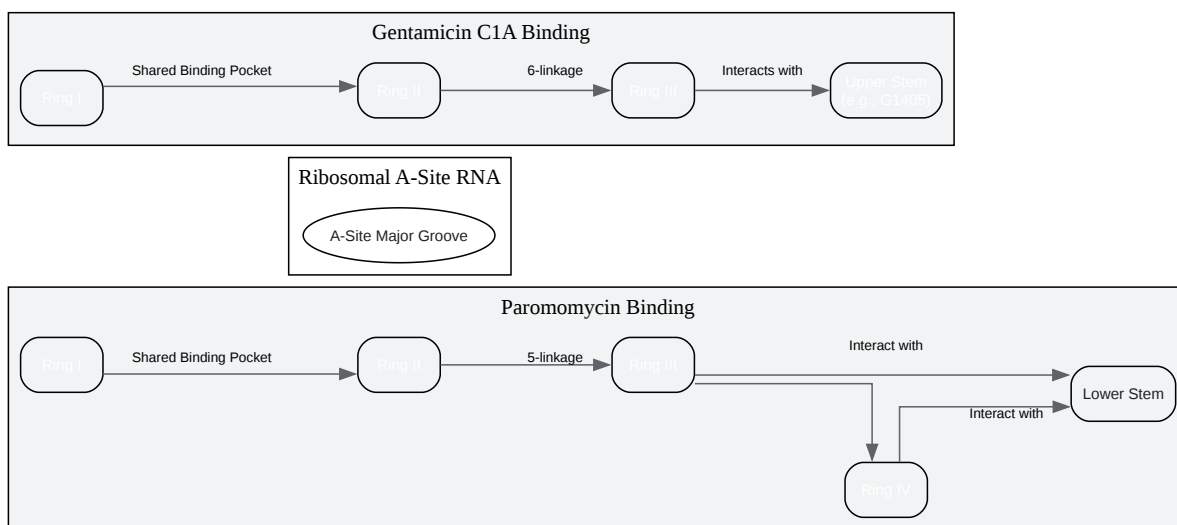 Gentamicin C1A Binding
Ring I
Shared Binding Pocket
Ring II
6-linkage
Ring III
Interacts with
Upper Stem
(e.g., G1405)
Ribosomal A-Site RNA
A-Site Major Groove
Paromomycin Binding
Ring I
Shared Binding Pocket
Ring II
5-linkage
Ring III
Interact with
Lower Stem
Interact with
Ring IV